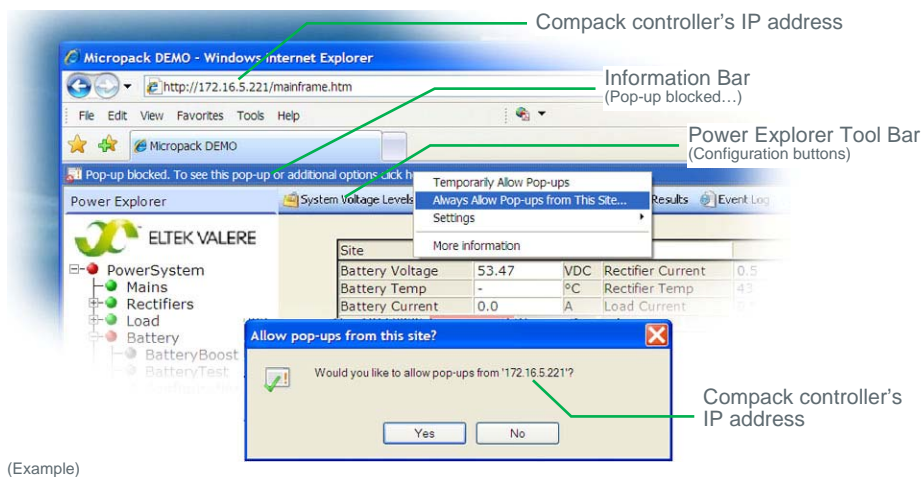 Compack controller's IP address
Micropack DEMO - Windows Internet Explorer
http://172.16.5.221/mainframe.htm
Information Bar
(Pop-up blocked…)
File Edit View Favorites Tools Help
Micropack DEMO
Power Explorer Tool Bar
(Configuration buttons)
Pop-up blocked. To see this pop-up or additional options click
Temporarily Allow Pop-ups
Always Allow Pop-ups from This Site...
Settings
More information
Power Explorer
System Voltage Levels
Results
Event Log
ELTEK VALERE
Site
PowerSystem
Battery Voltage 53.47 VDC Rectifier Current 0.5
Mains
Battery Temp - °C Rectifier Temp 43
Rectifiers
Battery Current 0.0 A Load Current
Load
Battery
BatteryBoost
BatteryTest
Allow pop-ups from this site?
Would you like to allow pop-ups from '172.16.5.221'?
Yes
No
Compack controller's
IP address
(Example)